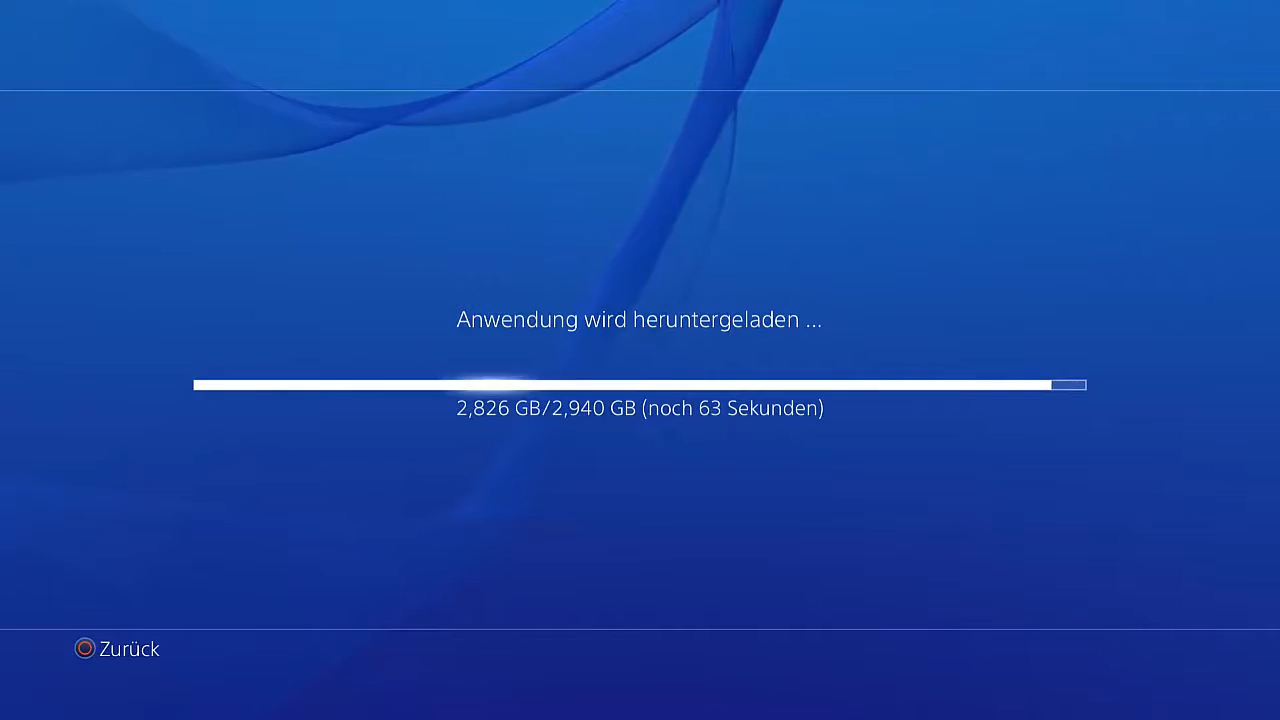 Anwendung wird heruntergeladen ...
2,826 GB/2,940 GB (noch 63 Sekunden)
Zurück